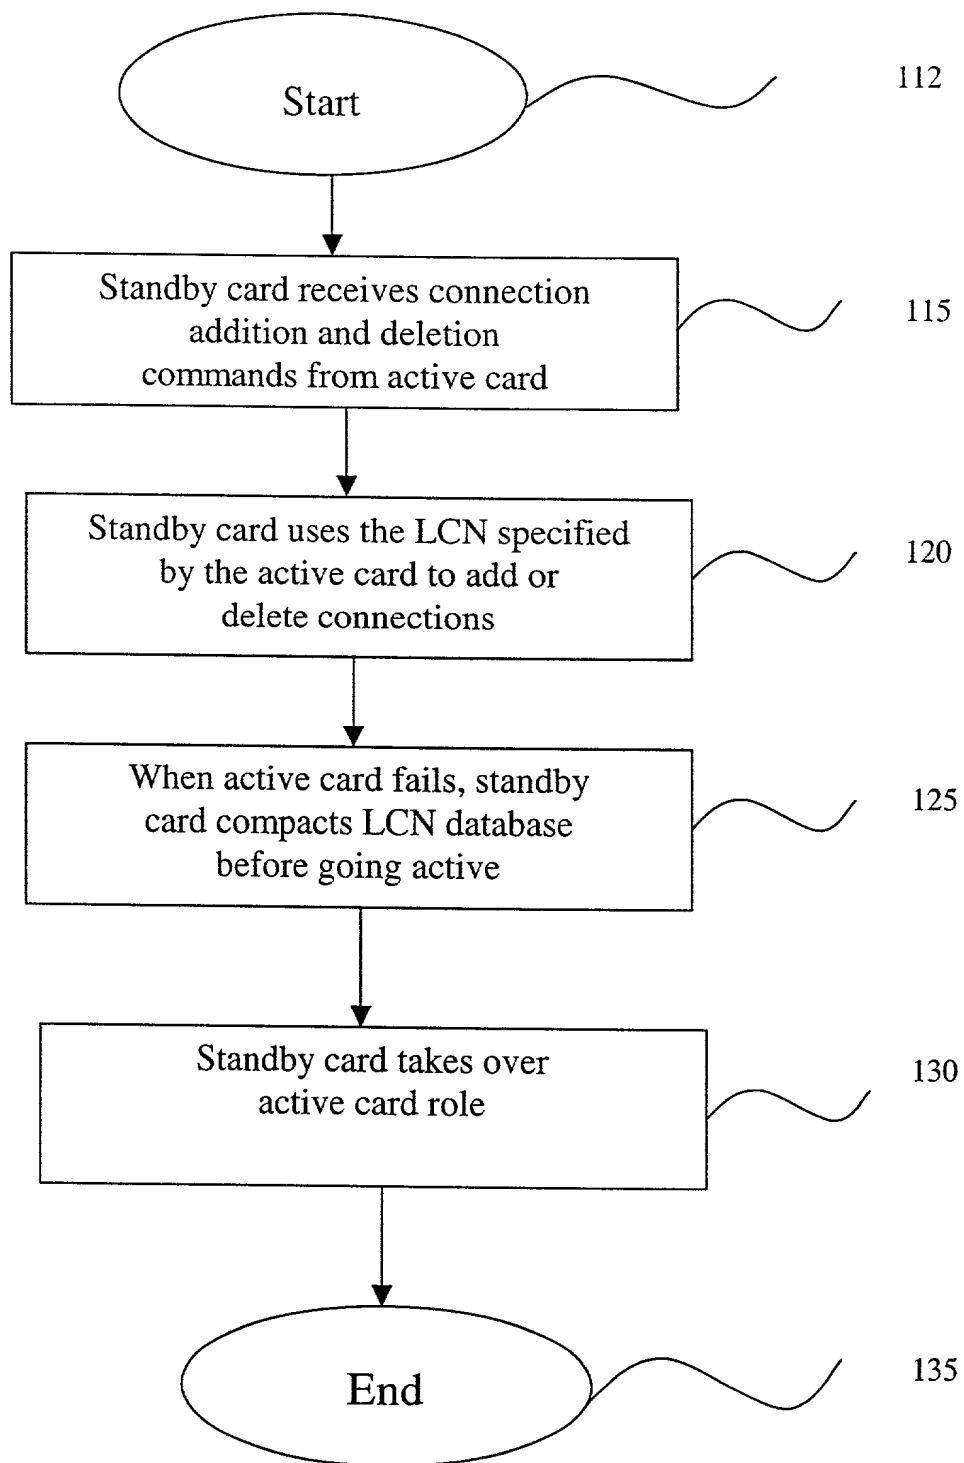 Start
112
Standby card receives connection
addition and deletion
commands from active card
115
Standby card uses the LCN specified
by the active card to add or
delete connections
120
When active card fails, standby
card compacts LCN database
before going active
125
Standby card takes over
active card role
130
End
135